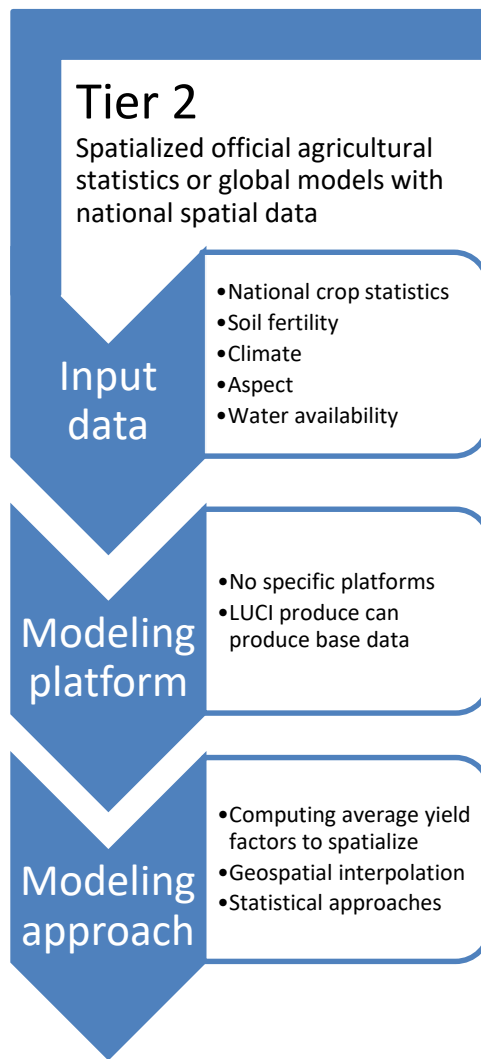 Tier 2
Spatialized official agricultural
statistics or global models with
national spatial data
Input
data
•National crop statistics
•Soil fertility
•Climate
•Aspect
•Water availability
Modeling
platform
•No specific platforms
•LUCI produce can
produce base data
Modeling
approach
•Computing average yield
factors to spatialize
•Geospatial interpolation
•Statistical approaches